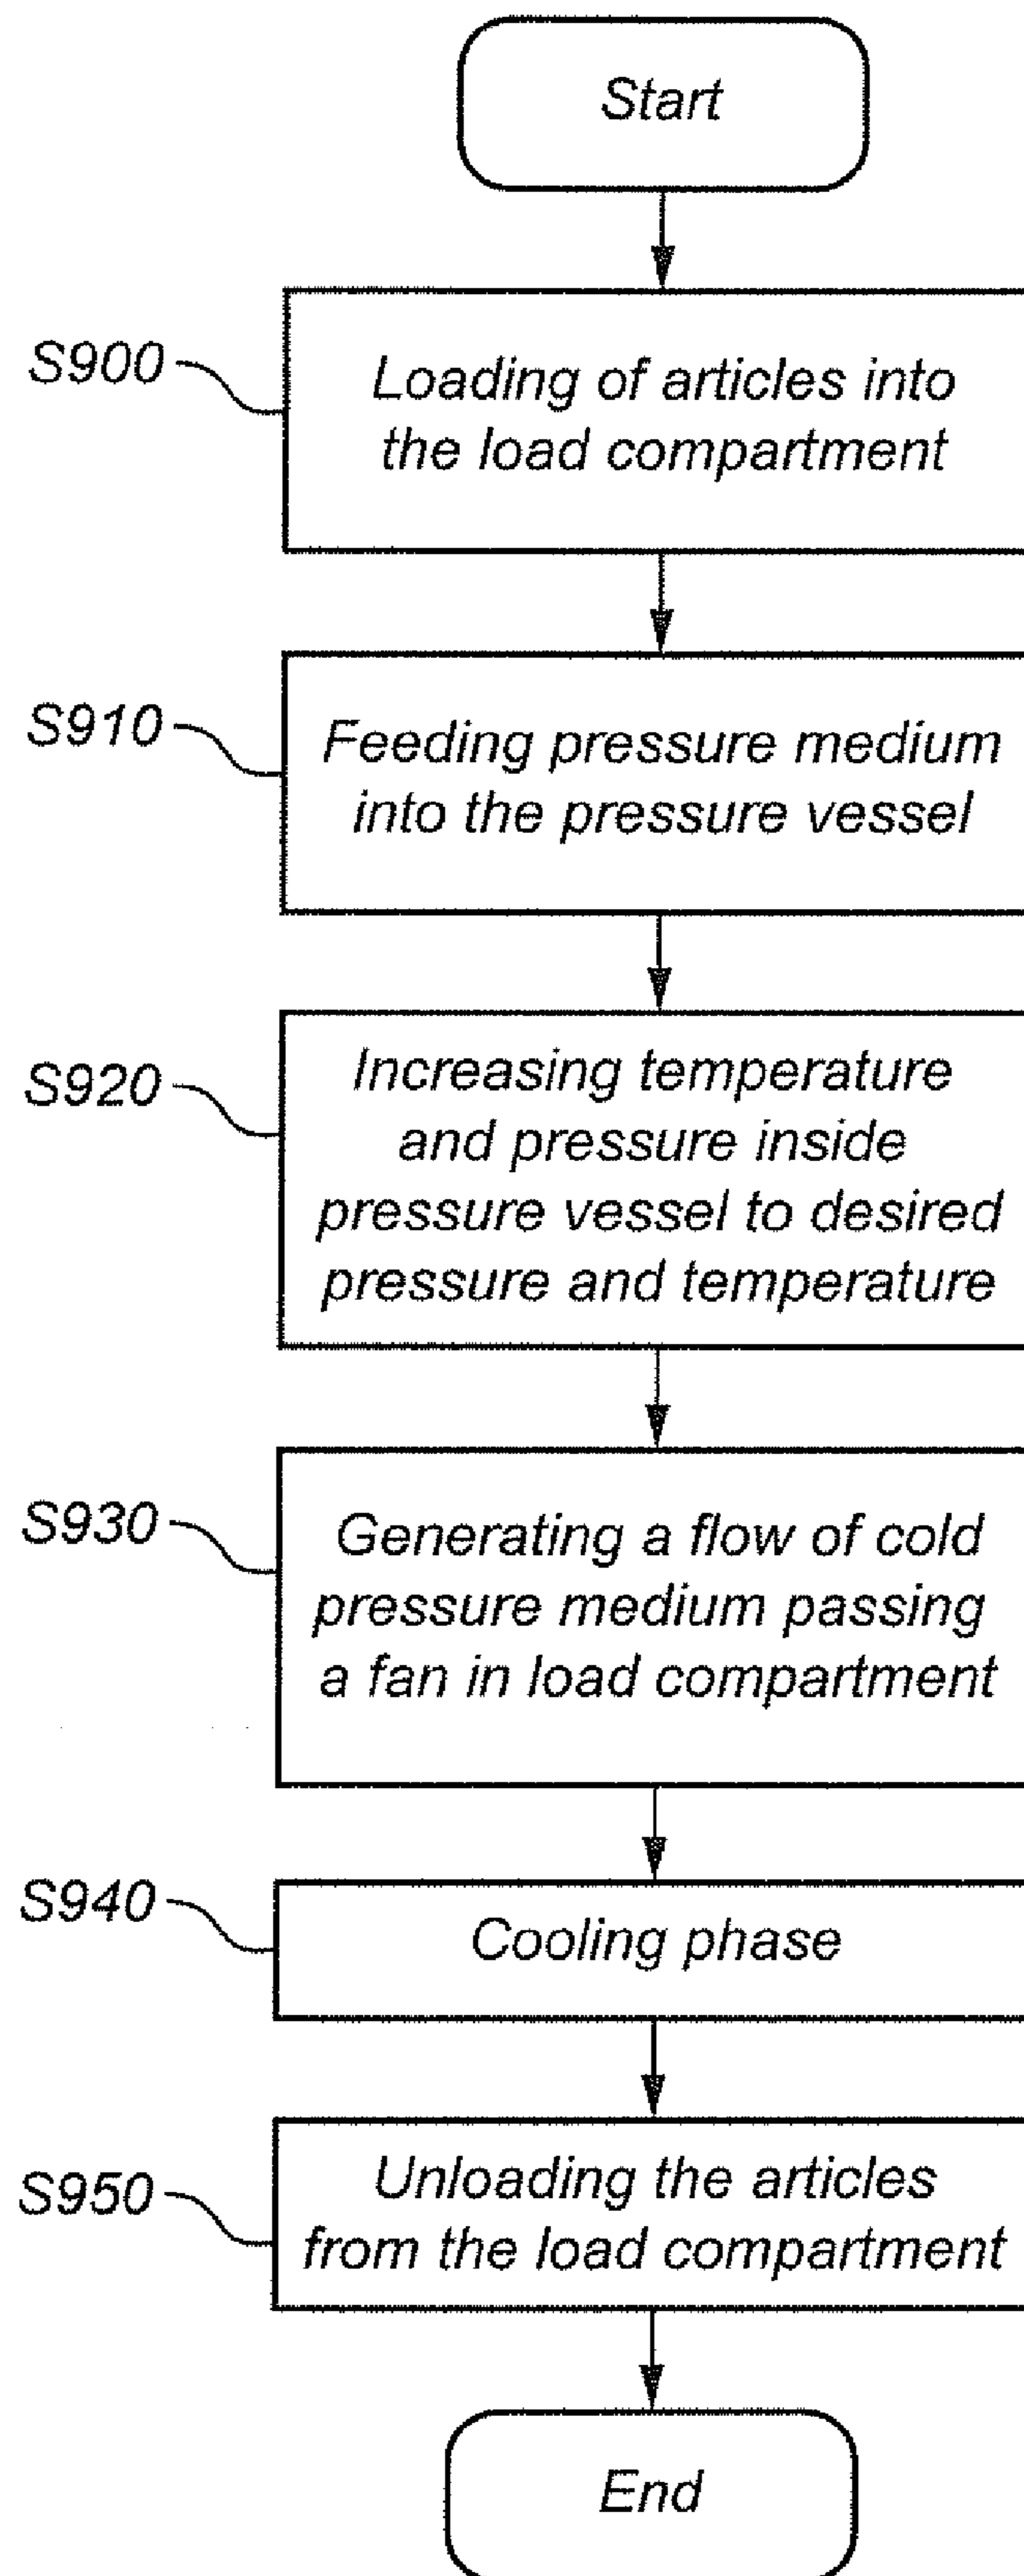 Start
S900
Loading of articles into
the load compartment
S910
Feeding pressure medium
into the pressure vessel
S920
Increasing temperature
and pressure inside
pressure vessel to desired
pressure and temperature
S930
Generating a flow of cold
pressure medium passing
a fan in load compartment
S940
Cooling phase
S950
Unloading the articles
from the load compartment
End